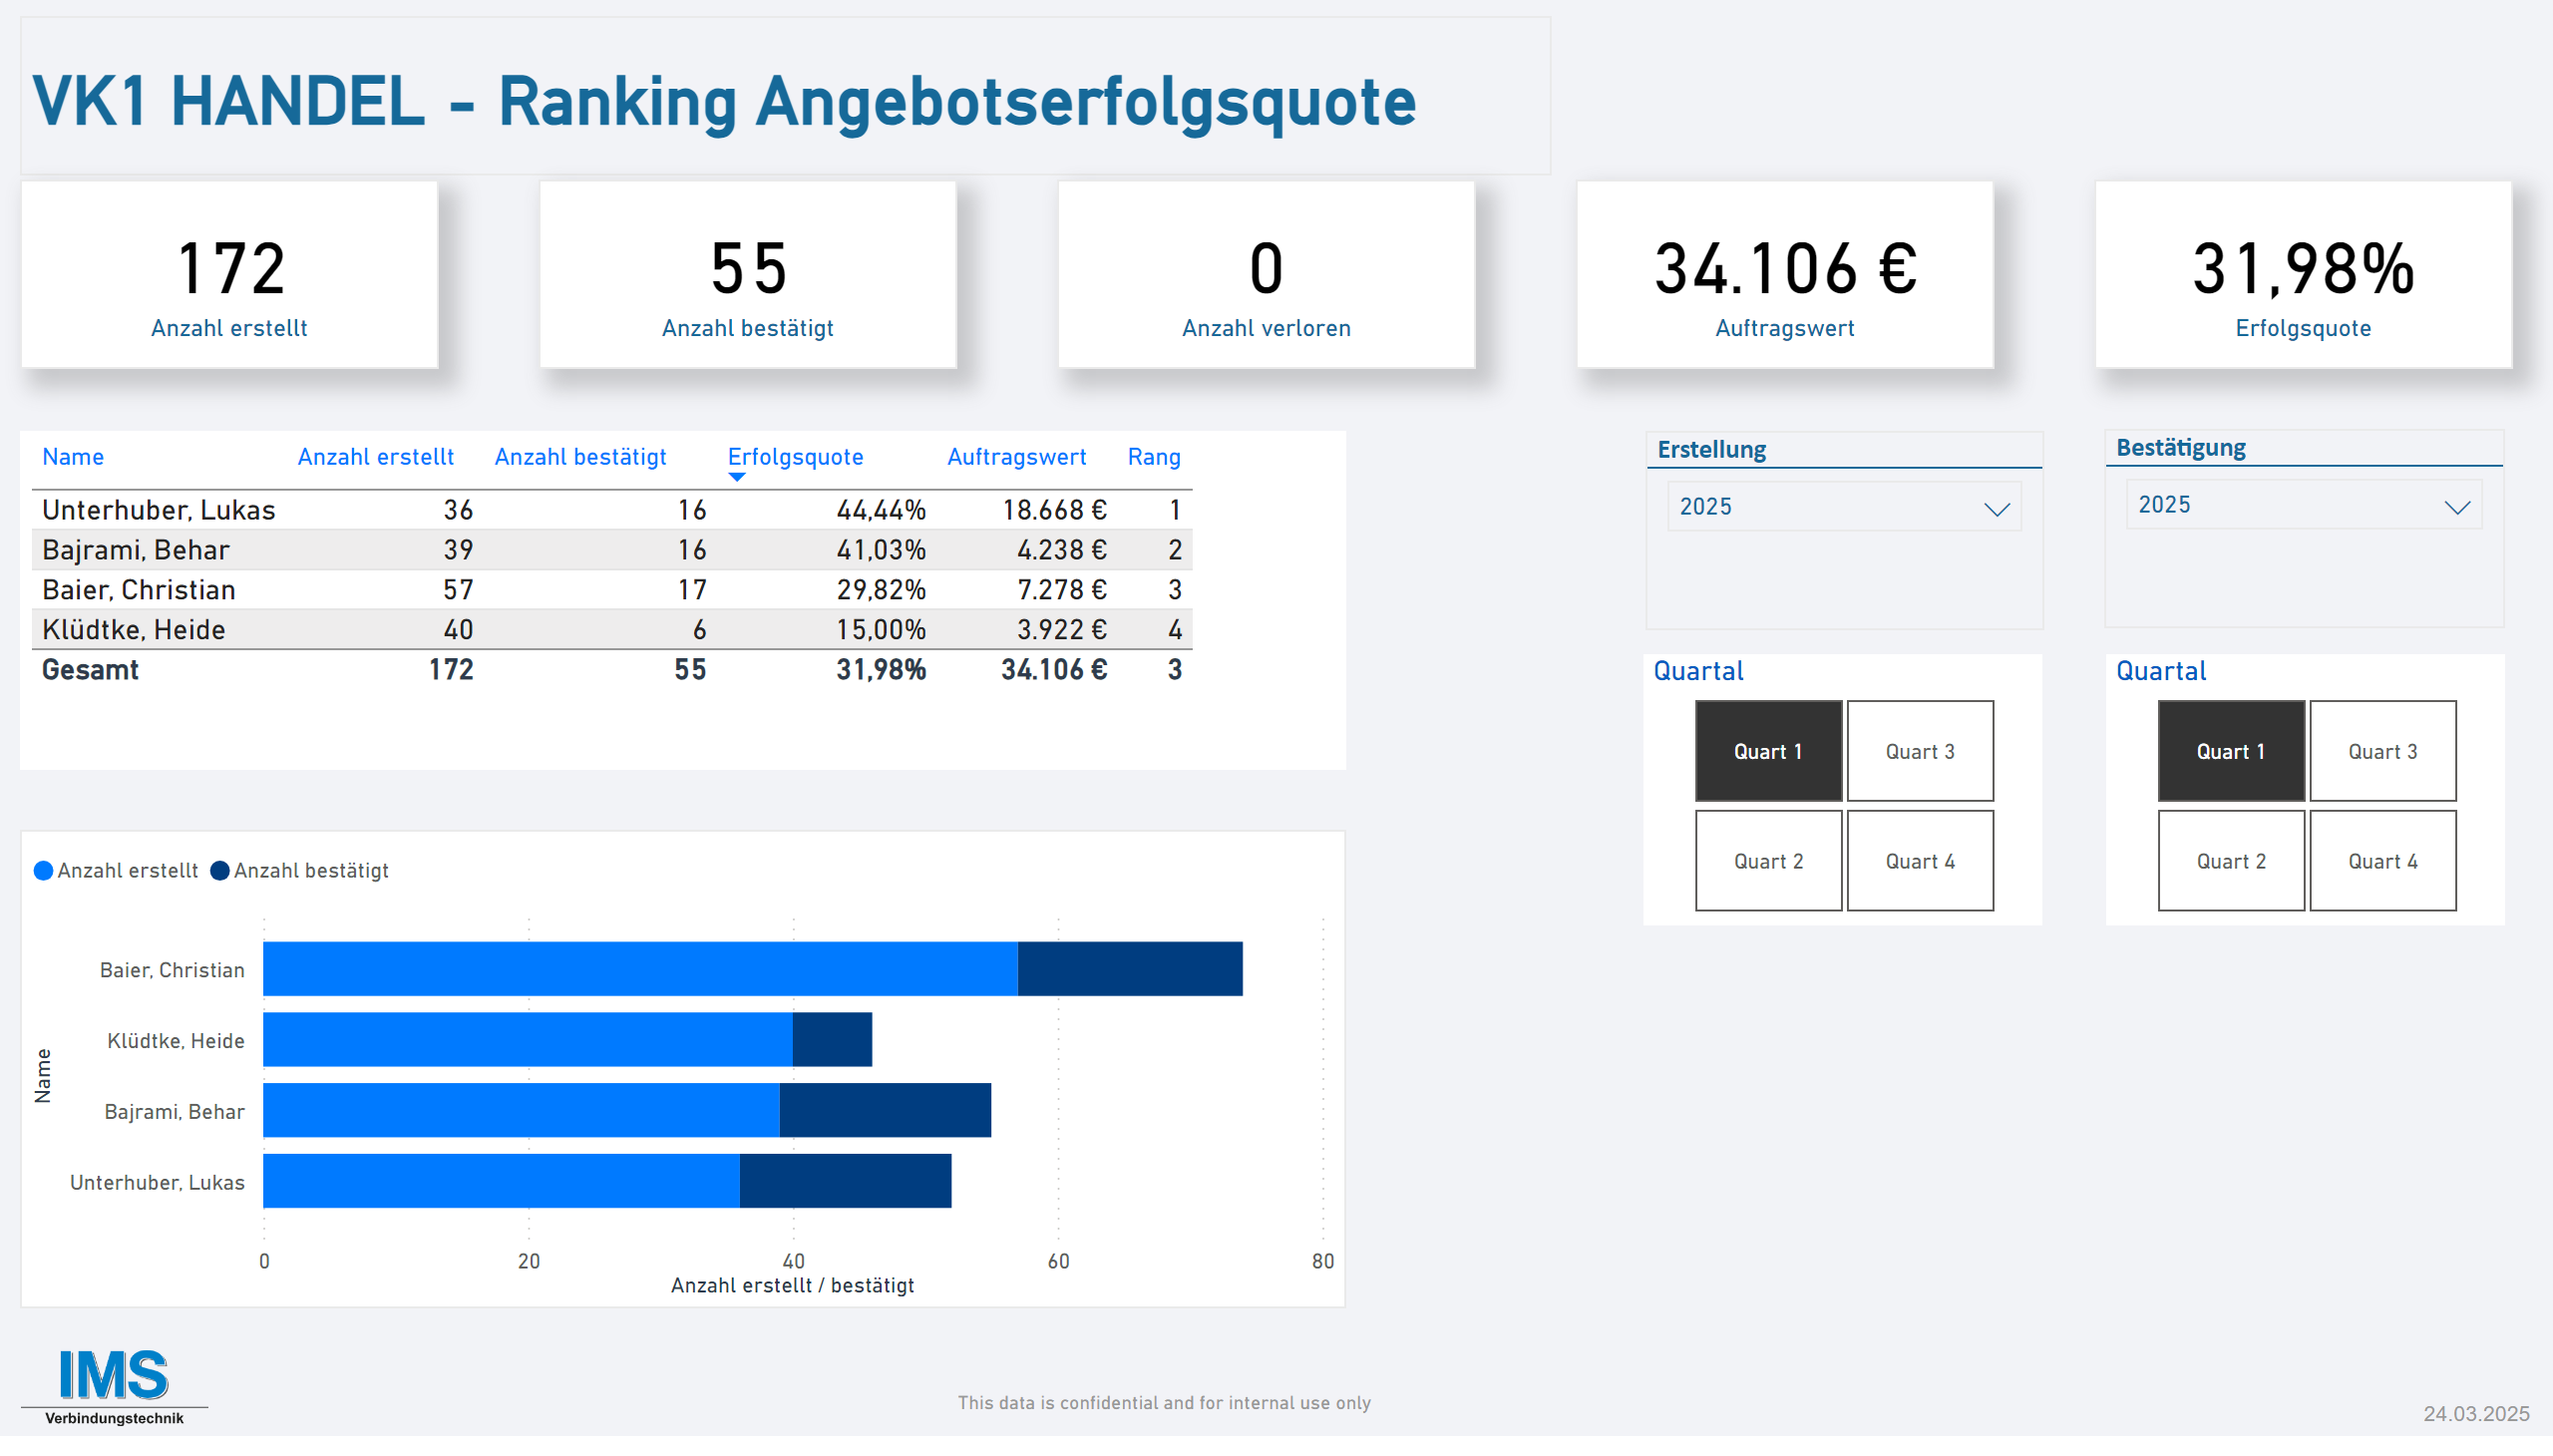 VK1 HANDEL - Ranking Angebotserfolgsquote
172
Anzahl erstellt
55
Anzahl bestätigt
0
Anzahl verloren
34.106 €
Auftragswert
31,98%
Erfolgsquote
Name Anzahl erstellt Anzahl bestätigt Erfolgsquote Auftragswert Rang
Unterhuber, Lukas 36 16 44,44% 18.668 € 1
Bajrami, Behar 39 16 41,03% 4.238 € 2
Baier, Christian 57 17 29,82% 7.278 € 3
Klüdtke, Heide 40 6 15,00% 3.922 € 4
Gesamt 172 55 31,98% 34.106 € 3
Erstellung
2025
Bestätigung
2025
Quartal
Quart 1 Quart 3
Quart 2 Quart 4
Quartal
Quart 1 Quart 3
Quart 2 Quart 4
Anzahl erstellt Anzahl bestätigt
Name
Baier, Christian
Klüdtke, Heide
Bajrami, Behar
Unterhuber, Lukas
0 20 40 60 80
Anzahl erstellt / bestätigt
IMS
Verbindungstechnik
This data is confidential and for internal use only
24.03.2025